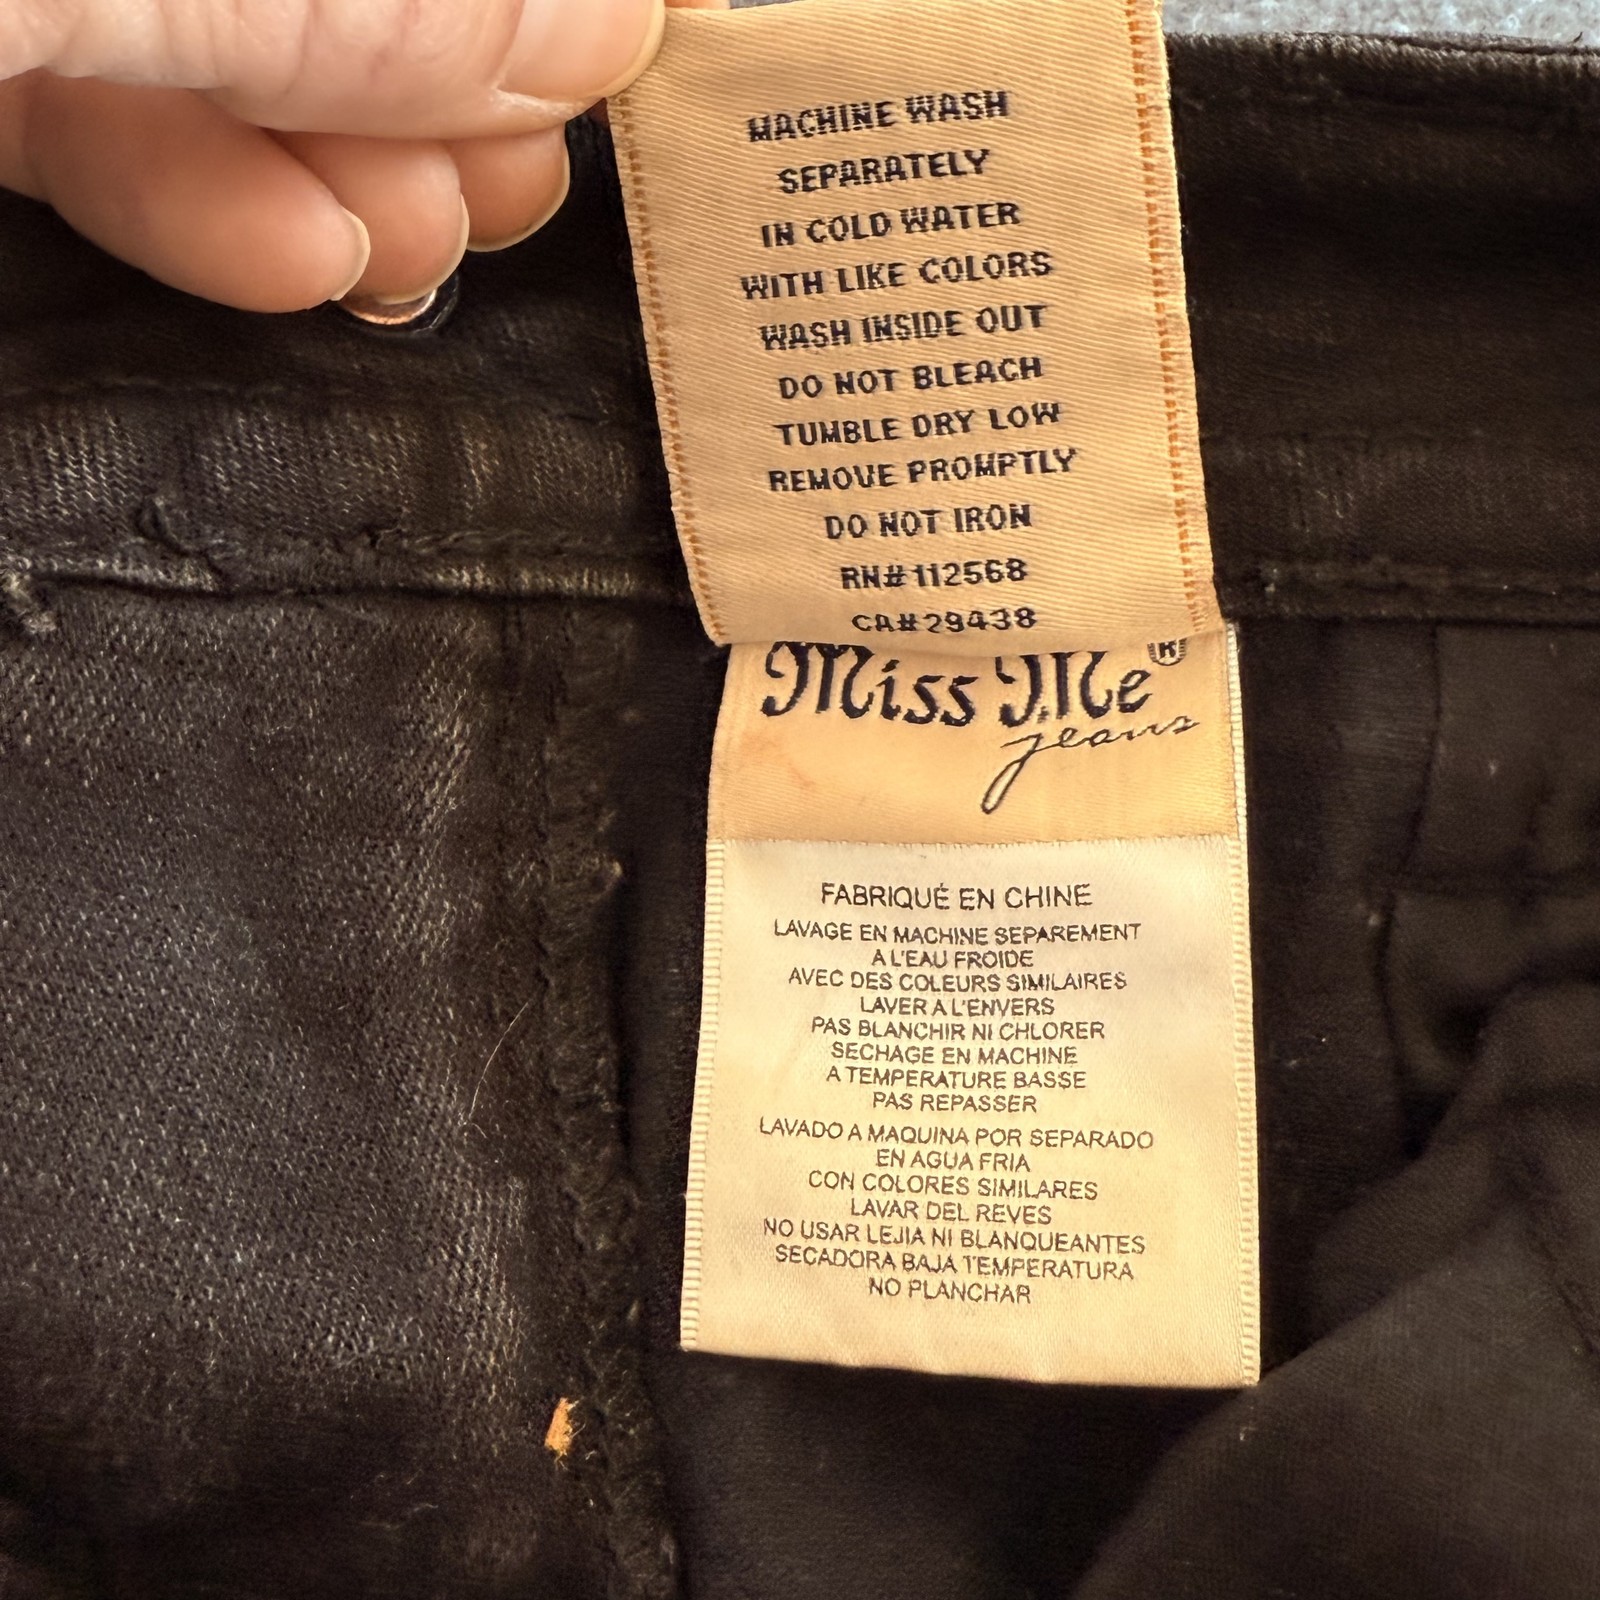 MACHINE WASH
SEPARATELY
IN COLD WATER
WITH LIKE COLORS
WASH INSIDE OUT
DO NOT BLEACH
TUMBLE DRY LOW
REMOVE PROMPTLY
DO NOT IRON
RN# 112568
CA# 29438
Miss Me®
jeans
FABRIQUÉ EN CHINE
LAVAGE EN MACHINE SEPAREMENT
A L'EAU FROIDE
AVEC DES COLEURS SIMILAIRES
LAVER A L'ENVERS
PAS BLANCHIR NI CHLORER
SECHAGE EN MACHINE
A TEMPERATURE BASSE
PAS REPASSER
LAVADO A MAQUINA POR SEPARADO
EN AGUA FRIA
CON COLORES SIMILARES
LAVAR DEL REVES
NO USAR LEJIA NI BLANQUEANTES
SECADORA BAJA TEMPERATURA
NO PLANCHAR